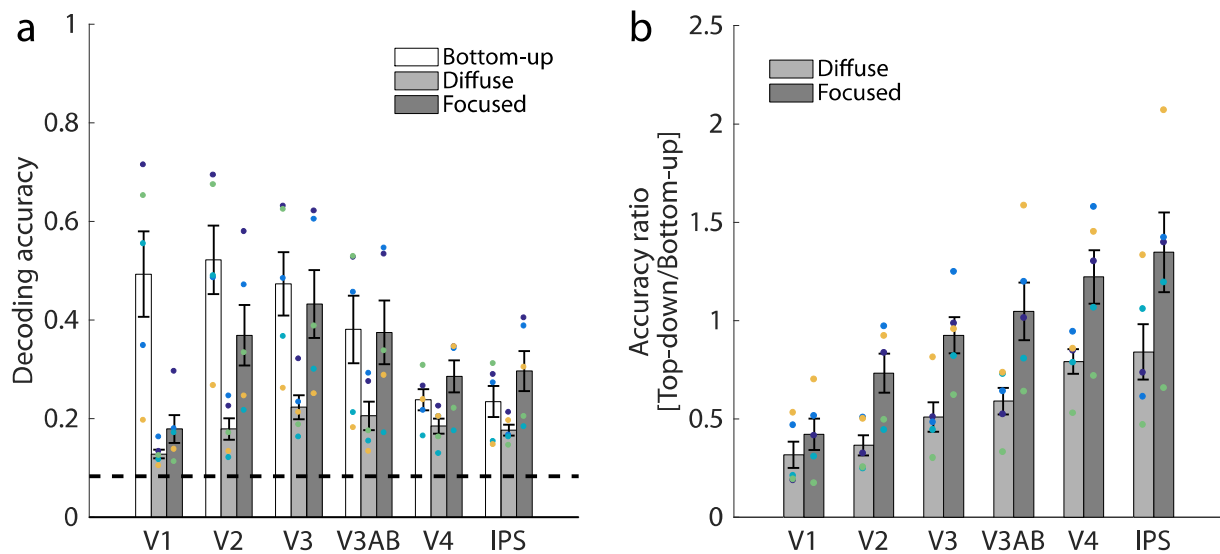 a
Decoding accuracy
1
0.8
0.6
0.4
0.2
0
Bottom-up
Diffuse
Focused
V1 V2 V3 V3AB V4 IPS
b
Accuracy ratio
[Top-down/Bottom-up]
2.5
2
1.5
1
0.5
0
Diffuse
Focused
V1 V2 V3 V3AB V4 IPS